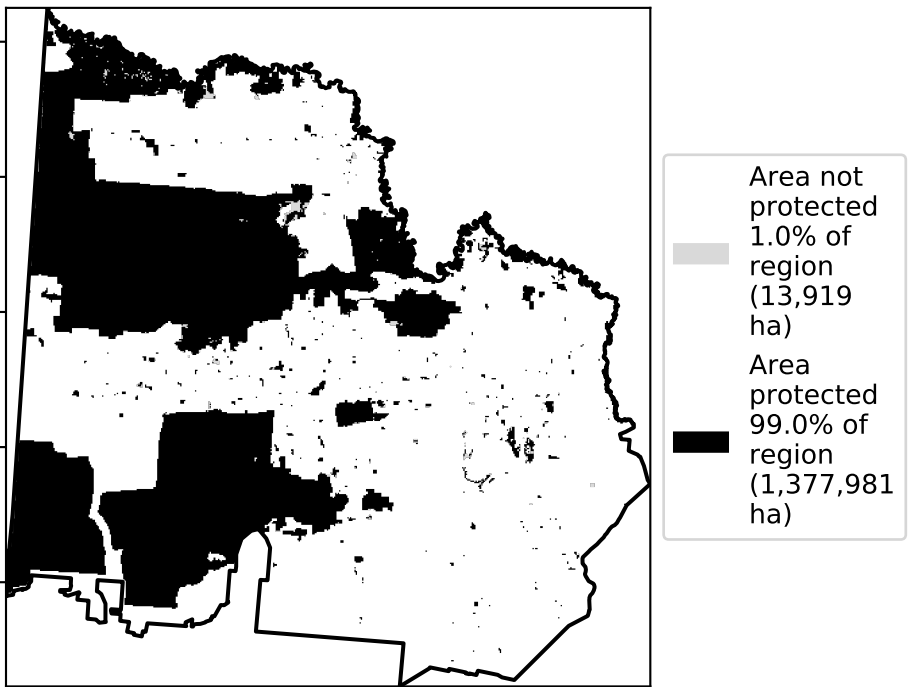 Area not
protected
1.0% of
region
(13,919
ha)
Area
protected
99.0% of
region
(1,377,981
ha)